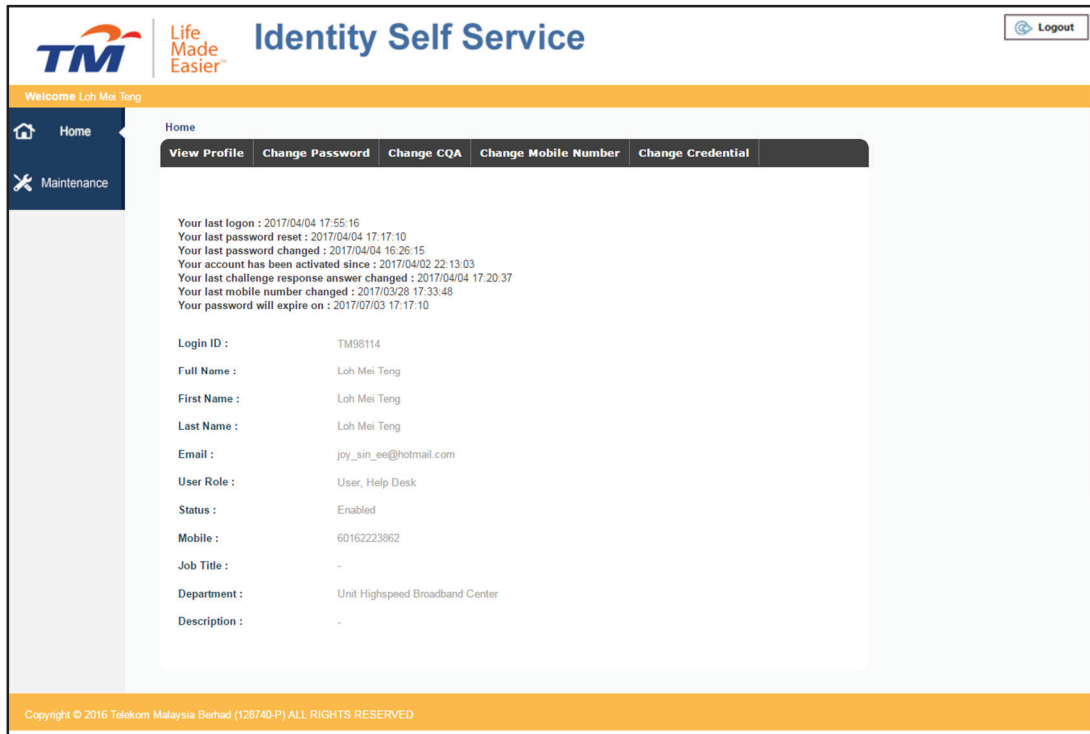 TM
Life
Made
Easier™
Identity Self Service
Logout
Welcome Loh Mei Teng
Home
Maintenance
Home
View Profile Change Password Change CQA Change Mobile Number Change Credential
Your last logon : 2017/04/04 17:55:16
Your last password reset : 2017/04/04 17:17:10
Your last password changed : 2017/04/04 16:26:15
Your account has been activated since : 2017/04/02 22:13:03
Your last challenge response answer changed : 2017/04/04 17:20:37
Your last mobile number changed : 2017/03/28 17:33:48
Your password will expire on : 2017/07/03 17:17:10
Login ID : TM98114
Full Name : Loh Mei Teng
First Name : Loh Mei Teng
Last Name : Loh Mei Teng
Email : joy_sin_ee@hotmail.com
User Role : User, Help Desk
Status : Enabled
Mobile : 60162223862
Job Title : -
Department : Unit Highspeed Broadband Center
Description : -
Copyright © 2016 Telekom Malaysia Berhad (128740-P) ALL RIGHTS RESERVED